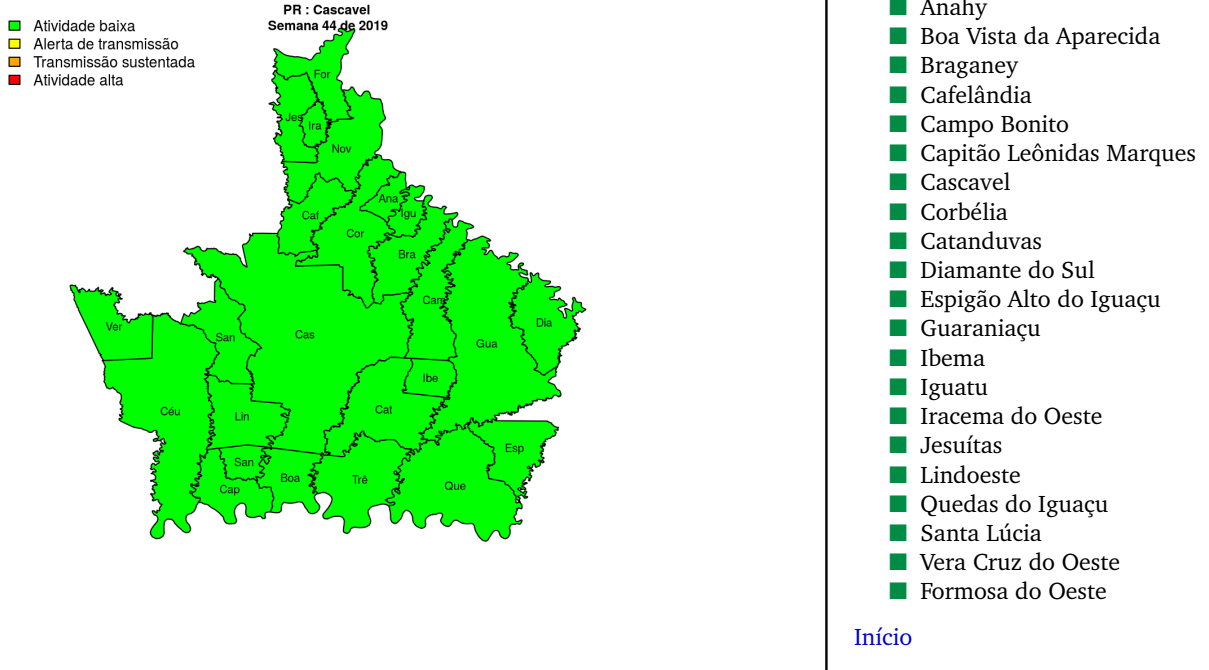 PR : Cascavel
Semana 44 de 2019
Atividade baixa
Alerta de transmissão
Transmissão sustentada
Atividade alta
For
Jes
Ira
Nov
Ana
Igu
Caf
Cor
Bra
Cam
Ver
San
Cas
Gua
Dia
Ibe
Céu
Lin
Cat
San
Esp
Cap
Boa
Trê
Que
Anahy
Boa Vista da Aparecida
Braganey
Cafelândia
Campo Bonito
Capitão Leônidas Marques
Cascavel
Corbélia
Catanduvas
Diamante do Sul
Espigão Alto do Iguaçu
Guaraniaçu
Ibema
Iguatu
Iracema do Oeste
Jesuítas
Lindoeste
Quedas do Iguaçu
Santa Lúcia
Vera Cruz do Oeste
Formosa do Oeste
Início